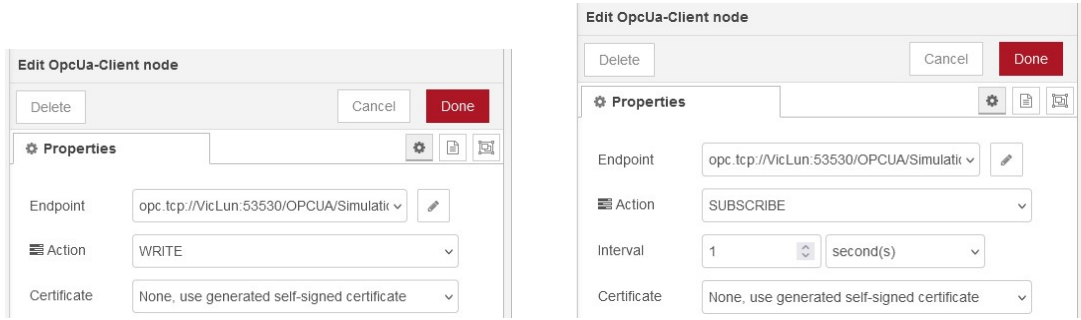 Edit OpcUa-Client node
Delete Cancel Done
Properties
Endpoint opc.tcp://VicLun:53530/OPCUA/Simulatic
Action WRITE
Certificate None, use generated self-signed certificate
Edit OpcUa-Client node
Delete Cancel Done
Properties
Endpoint opc.tcp://VicLun:53530/OPCUA/Simulatic
Action SUBSCRIBE
Interval 1 second(s)
Certificate None, use generated self-signed certificate